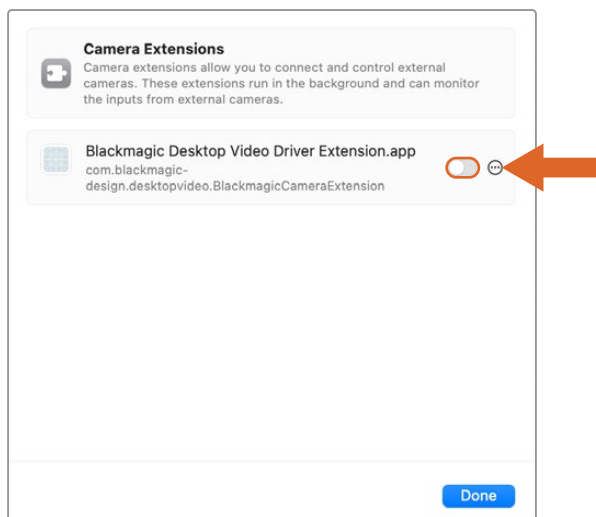 Camera Extensions
Camera extensions allow you to connect and control external
cameras. These extensions run in the background and can monitor
the inputs from external cameras.
Blackmagic Desktop Video Driver Extension.app
com.blackmagic-
design.desktopvideo.BlackmagicCameraExtension
Done